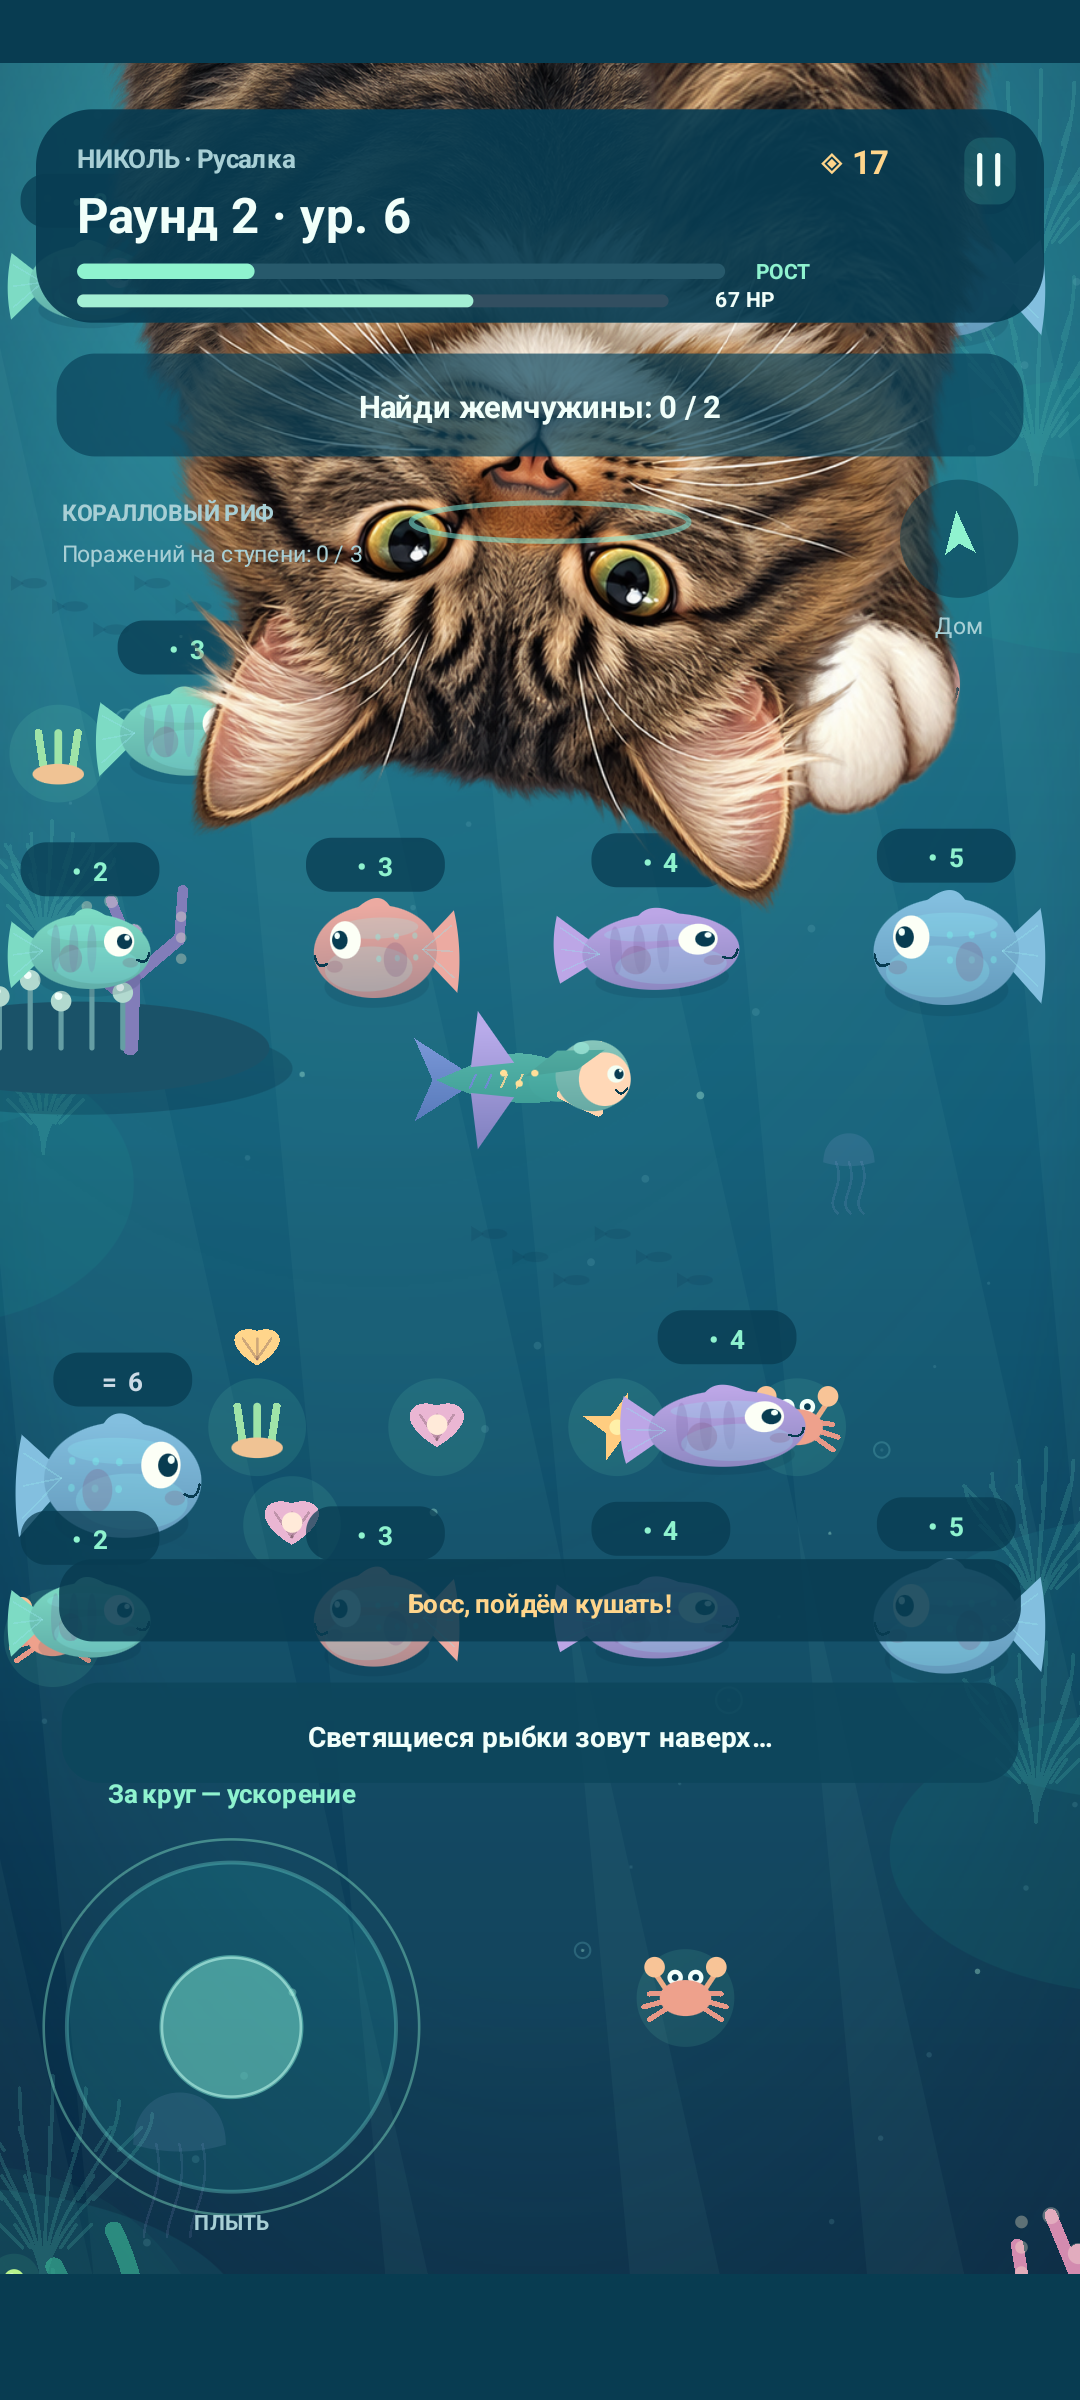 НИКОЛЬ · Русалка
17
Раунд 2 · ур. 6
РОСТ
67 HP
Найди жемчужины: 0 / 2
КОРАЛЛОВЫЙ РИФ
Поражений на ступени: 0 / 3
Дом
• 3
• 2
• 3
• 4
• 5
• 4
= 6
• 2
• 3
• 4
• 5
Босс, пойдём кушать!
Светящиеся рыбки зовут наверх...
За круг — ускорение
ПЛЫТЬ